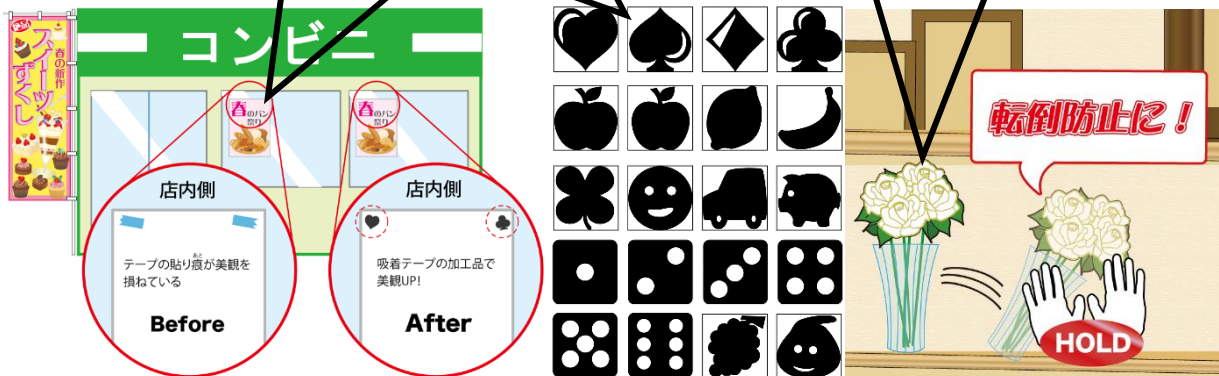 春の新作
スイーツ
づくし
コンビニ
春のパン
祭り
春のパン
祭り
店内側
テープの貼り痕が美観を
あと
損ねている
Before
店内側
吸着テープの加工品で
美観UP!
After
転倒防止に!
HOLD